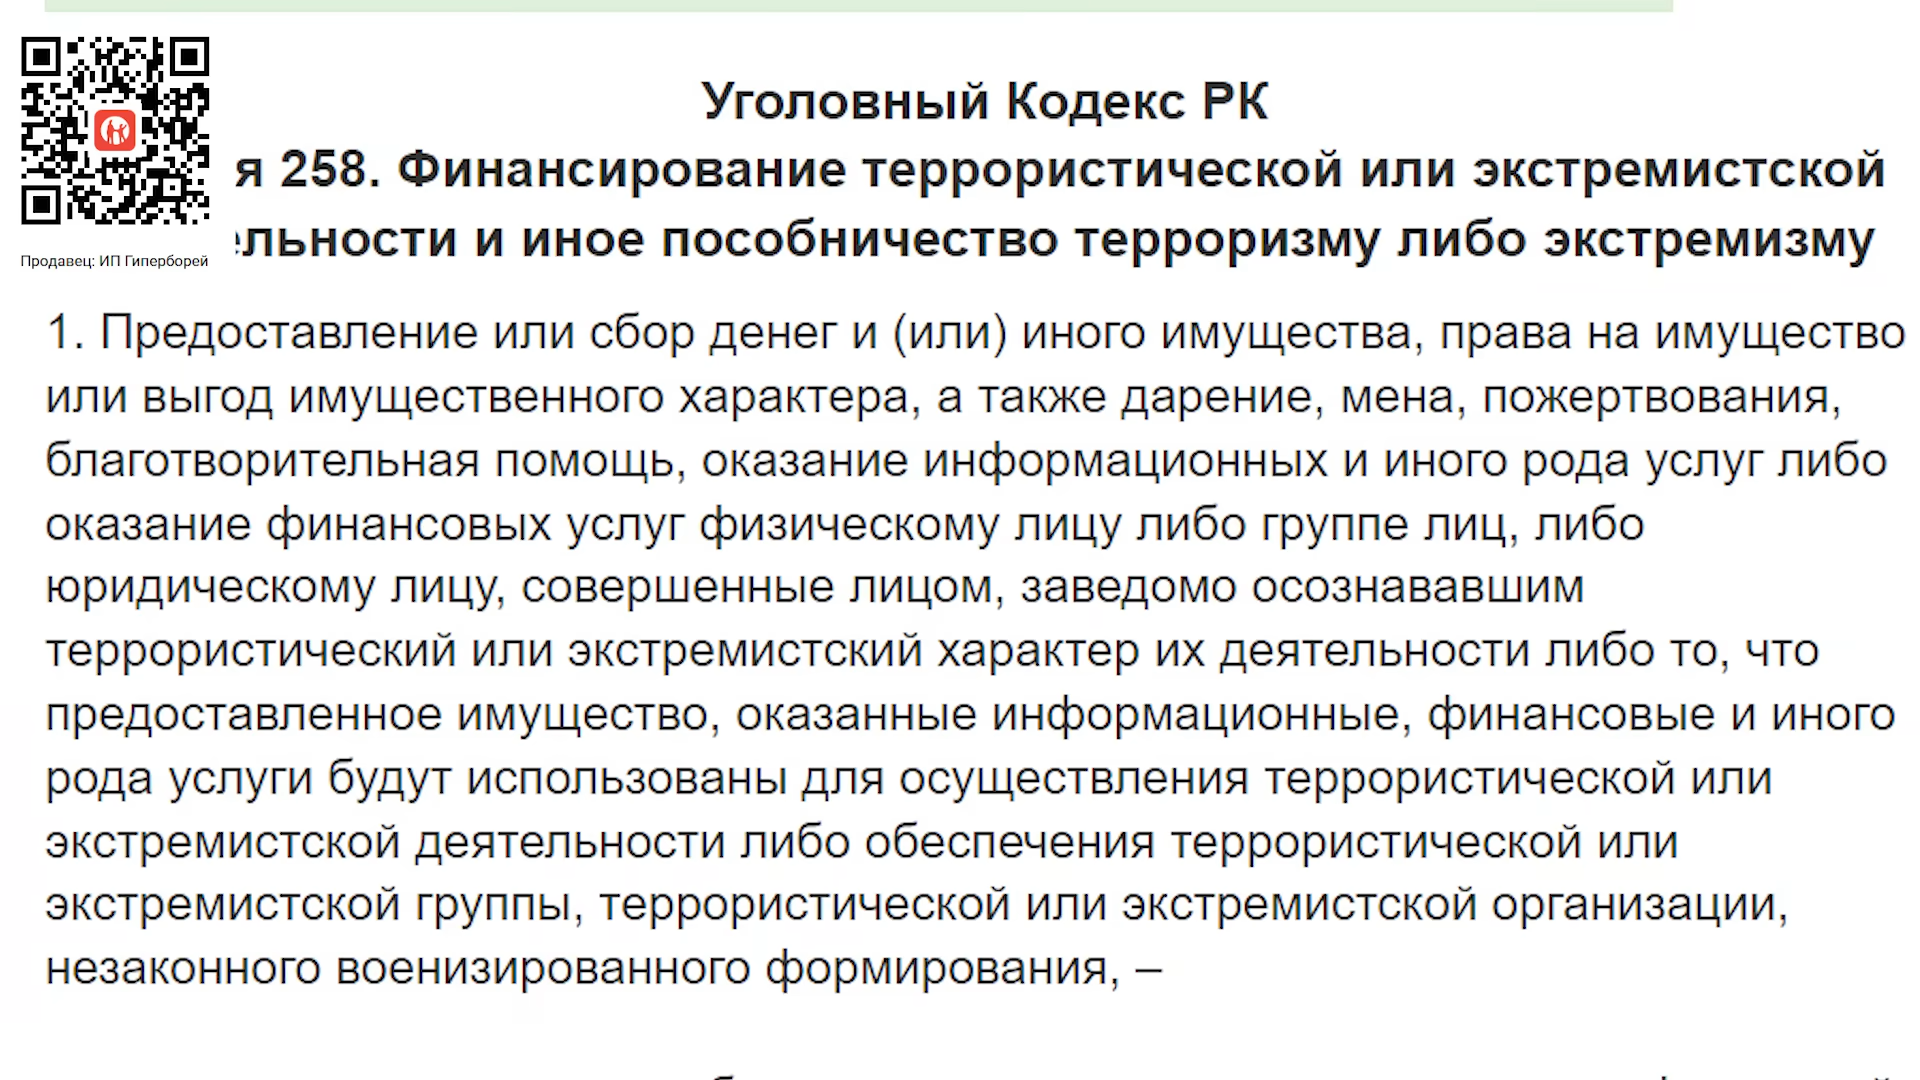 Уголовный Кодекс РК
я 258. Финансирование террористической или экстремистской
льности и иное пособничество терроризму либо экстремизму
Продавец: ИП Гиперборей
1. Предоставление или сбор денег и (или) иного имущества, права на имущество
или выгод имущественного характера, а также дарение, мена, пожертвования,
благотворительная помощь, оказание информационных и иного рода услуг либо
оказание финансовых услуг физическому лицу либо группе лиц, либо
юридическому лицу, совершенные лицом, заведомо осознававшим
террористический или экстремистский характер их деятельности либо то, что
предоставленное имущество, оказанные информационные, финансовые и иного
рода услуги будут использованы для осуществления террористической или
экстремистской деятельности либо обеспечения террористической или
экстремистской группы, террористической или экстремистской организации,
незаконного военизированного формирования, –